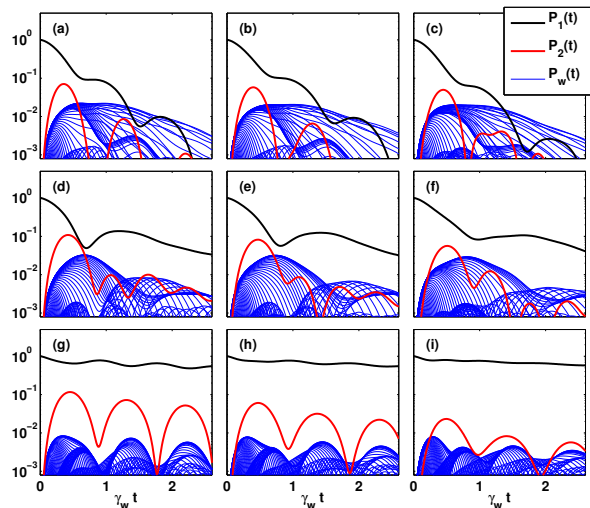 (a) (b) (c)
P₁(t)
P₂(t)
P_w(t)
10⁰
10⁻¹
10⁻²
10⁻³
(d) (e) (f)
10⁰
10⁻¹
10⁻²
10⁻³
(g) (h) (i)
10⁰
10⁻¹
10⁻²
10⁻³
0 1 2 0 1 2 0 1 2
γ_w t γ_w t γ_w t